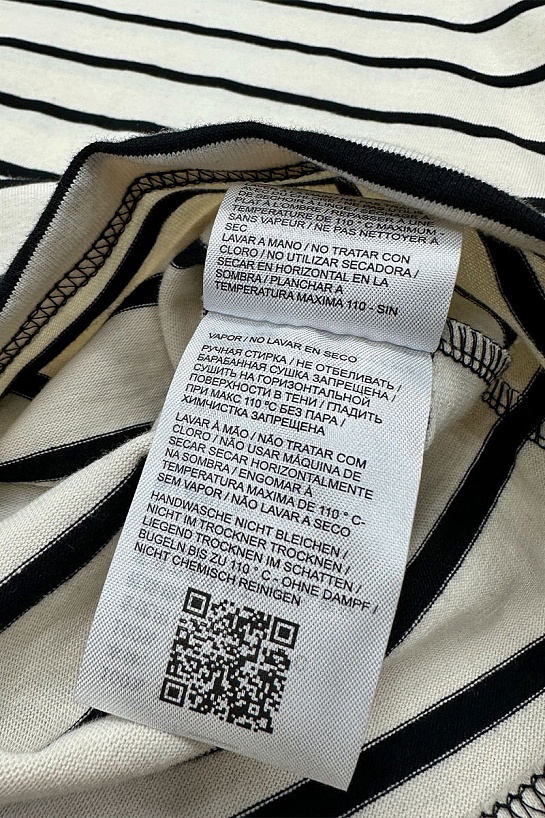 PLAT A L'OMBRE / REPASSER À UNE
TEMPERATURE DE 110 ° C MAXIMUM -
SANS VAPEUR / NE PAS NETTOYER À
SEC
LAVAR A MANO / NO TRATAR CON
CLORO / NO UTILIZAR SECADORA /
SECAR EN HORIZONTAL EN LA
SOMBRA / PLANCHAR A
TEMPERATURA MAXIMA 110 - SIN
VAPOR / NO LAVAR EN SECO
РУЧНАЯ СТИРКА / НЕ ОТБЕЛИВАТЬ /
БАРАБАННАЯ СУШКА ЗАПРЕЩЕНА /
СУШИТЬ НА ГОРИЗОНТАЛЬНОЙ
ПОВЕРХНОСТИ В ТЕНИ / ГЛАДИТЬ
ПРИ МАКС 110 °C БЕЗ ПАРА /
ХИМЧИСТКА ЗАПРЕЩЕНА
LAVAR À MÃO / NÃO TRATAR COM
CLORO / NÃO USAR MÁQUINA DE
SECAR SECAR HORIZONTALMENTE
NA SOMBRA / ENGOMAR À
TEMPERATURA MAXIMA DE 110 ° C-
SEM VAPOR / NÃO LAVAR À SECO
HANDWÄSCHE NICHT BLEICHEN /
NICHT IM TROCKNER TROCKNEN /
LIEGEND TROCKNEN IM SCHATTEN /
BÜGELN BIS ZU 110 ° C - OHNE DAMPF /
NICHT CHEMISCH REINIGEN